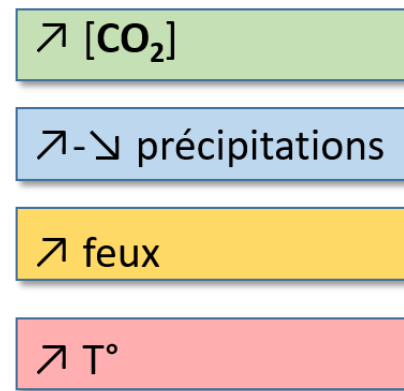 ↗ [CO₂]
↗-↘ précipitations
↗ feux
↗ T°